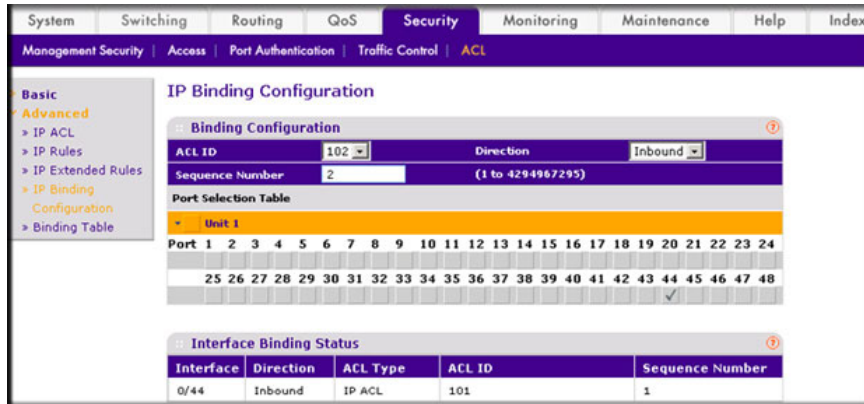 System Switching Routing QoS Security Monitoring Maintenance Help Index
Management Security | Access | Port Authentication | Traffic Control | ACL
Basic
Advanced
» IP ACL
» IP Rules
» IP Extended Rules
» IP Binding
Configuration
» Binding Table
IP Binding Configuration
Binding Configuration
ACL ID 102 Direction Inbound
Sequence Number 2 (1 to 4294967295)
Port Selection Table
Unit 1
Port 1 2 3 4 5 6 7 8 9 10 11 12 13 14 15 16 17 18 19 20 21 22 23 24
25 26 27 28 29 30 31 32 33 34 35 36 37 38 39 40 41 42 43 44 45 46 47 48
Interface Binding Status
Interface Direction ACL Type ACL ID Sequence Number
0/44 Inbound IP ACL 101 1